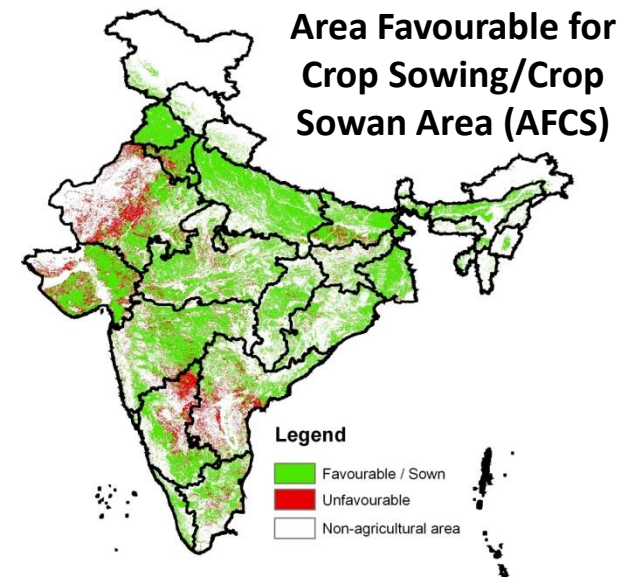 Area Favourable for
Crop Sowing/Crop
Sowan Area (AFCS)
Legend
Favourable / Sown
Unfavourable
Non-agricultural area